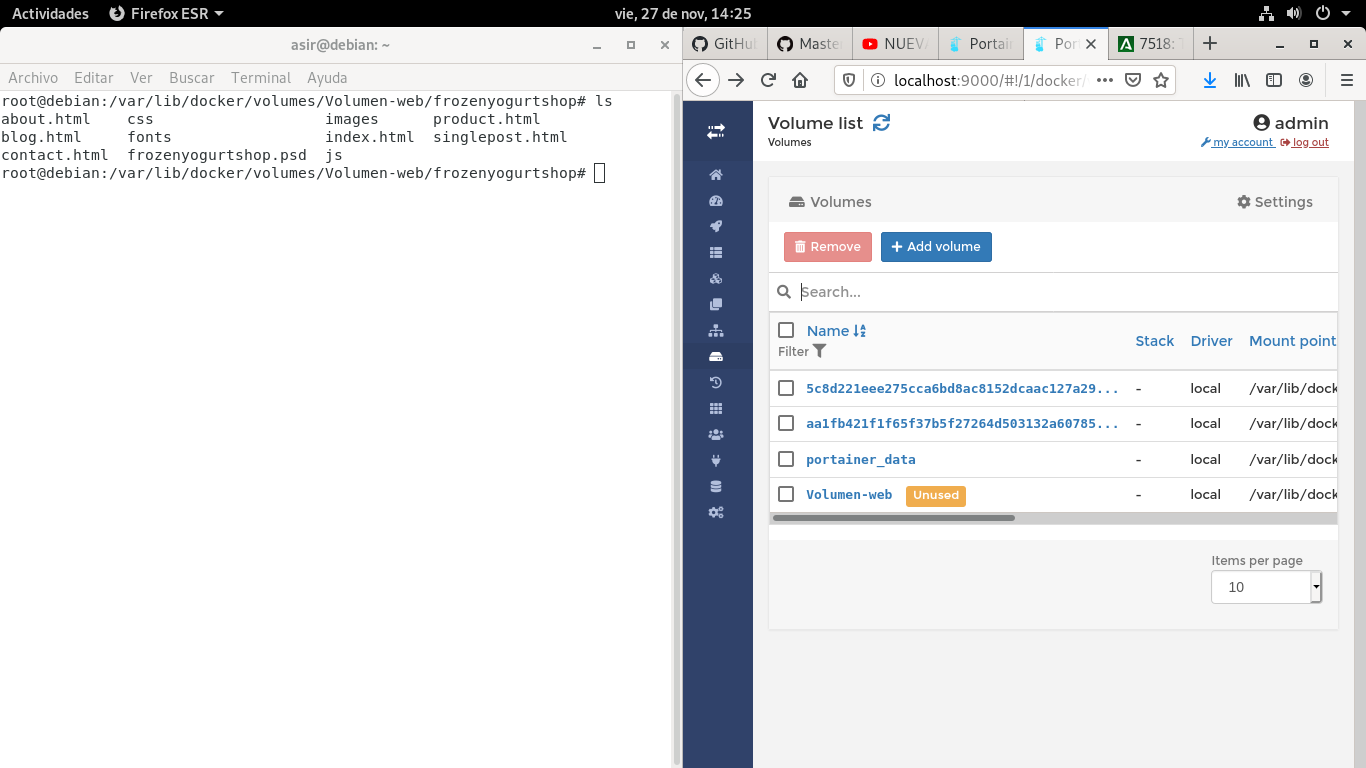 Actividades Firefox ESR vie, 27 de nov, 14:25
asir@debian: ~
Archivo Editar Ver Buscar Terminal Ayuda
root@debian:/var/lib/docker/volumes/Volumen-web/frozenyogurtshop# ls
about.html css images product.html
blog.html fonts index.html singlepost.html
contact.html frozenyogurtshop.psd js
root@debian:/var/lib/docker/volumes/Volumen-web/frozenyogurtshop#
GitHub Maste NUEV Portain Por 7518: T
localhost:9000/#!/1/docker/
Volume list admin
Volumes my account log out
Volumes Settings
Remove Add volume
Search...
Name
Filter
Stack Driver Mount point
5c8d221eee275cca6bd8ac8152dcaac127a29... - local /var/lib/dock
aa1fb421f1f65f37b5f27264d503132a60785... - local /var/lib/dock
portainer_data - local /var/lib/dock
Volumen-web Unused - local /var/lib/dock
Items per page
10